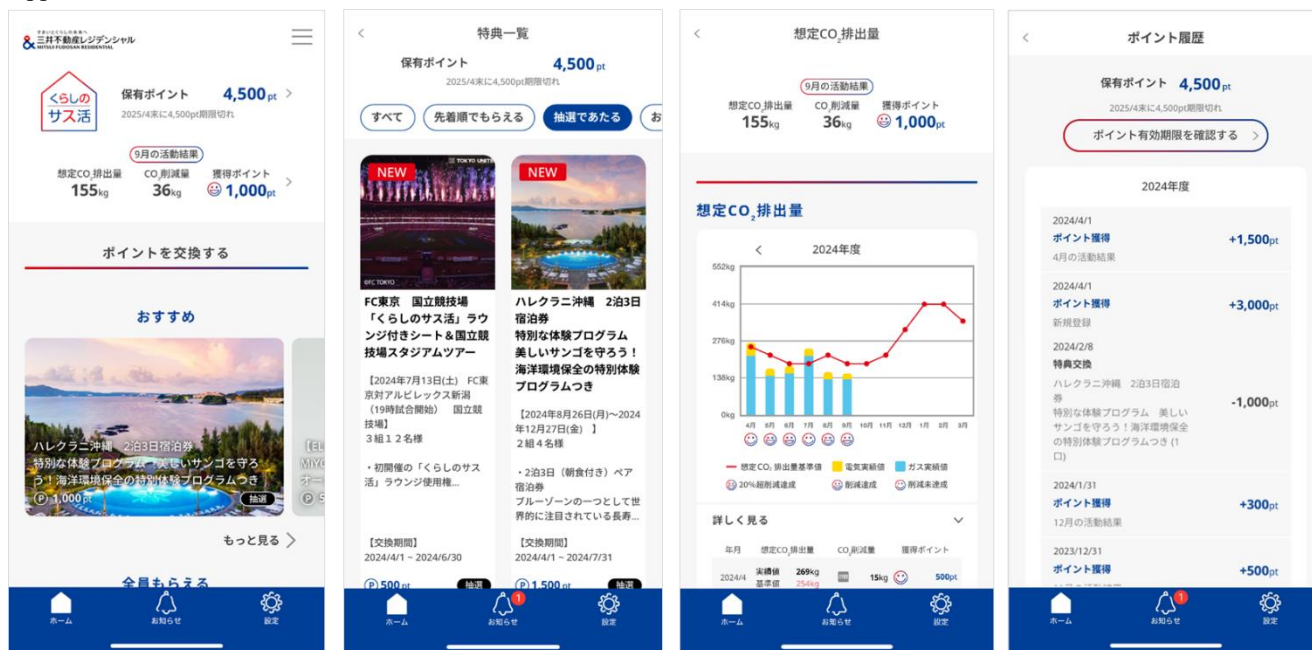 すまいとくらしの未来へ
三井不動産レジデンシャル
MITSUI FUDOSAN RESIDENTIAL
くらしの
サス活
保有ポイント 4,500 pt
2025/4末に4,500pt期限切れ
9月の活動結果
想定CO₂排出量 CO₂削減量 獲得ポイント
155kg 36kg 1,000pt
ポイントを交換する
おすすめ
ハレクラニ沖縄 2泊3日宿泊券
特別な体験プログラム 美しいサンゴを守ろ
う!海洋環境保全の特別体験プログラムつき
P 1,000 pt 抽選
もっと見る
全員もらえる
ホーム お知らせ 設定
特典一覧
保有ポイント 4,500 pt
2025/4末に4,500pt期限切れ
すべて 先着順でもらえる 抽選であたる お
NEW
TOKYO UNITE
©FC TOKYO
FC東京 国立競技場
「くらしのサス活」ラウ
ンジ付きシート&国立競
技場スタジアムツアー
【2024年7月13日(土) FC東
京対アルビレックス新潟
(19時試合開始) 国立競
技場】
3組12名様
・初開催の「くらしのサス
活」ラウンジ使用権...
【交換期間】
2024/4/1 ~ 2024/6/30
P 500 pt 抽選
NEW
ハレクラニ沖縄 2泊3日
宿泊券
特別な体験プログラム
美しいサンゴを守ろう!
海洋環境保全の特別体験
プログラムつき
【2024年8月26日(月)~2024
年12月27日(金) 】
2組4名様
・2泊3日(朝食付き)ペア
宿泊券
ブルーゾーンの一つとして世
界的に注目されている長寿...
【交換期間】
2024/4/1 ~ 2024/7/31
P 1,500 pt 抽選
ホーム お知らせ 1 設定
想定CO₂排出量
9月の活動結果
想定CO₂排出量 CO₂削減量 獲得ポイント
155kg 36kg 1,000pt
想定CO₂排出量
2024年度
552kg
414kg
276kg
138kg
0kg
4月 5月 6月 7月 8月 9月 10月 11月 12月 1月 2月 3月
想定CO₂排出量基準値 電気実績値 ガス実績値
20%超削減達成 削減達成 削減未達成
詳しく見る
年月 想定CO₂排出量 CO₂削減量 獲得ポイント
2024/4 実績値 269kg 15kg 500pt
基準値 254kg
ホーム お知らせ 1 設定
ポイント履歴
保有ポイント 4,500 pt
2025/4末に4,500pt期限切れ
ポイント有効期限を確認する
2024年度
2024/4/1
ポイント獲得 +1,500pt
4月の活動結果
2024/4/1
ポイント獲得 +3,000pt
新規登録
2024/2/8
特典交換
ハレクラニ沖縄 2泊3日宿泊
券
特別な体験プログラム 美しい
サンゴを守ろう!海洋環境保全
の特別体験プログラムつき (1
口)
-1,000pt
2024/1/31
ポイント獲得 +300pt
12月の活動結果
2023/12/31
ポイント獲得 +500pt
ホーム お知らせ 1 設定